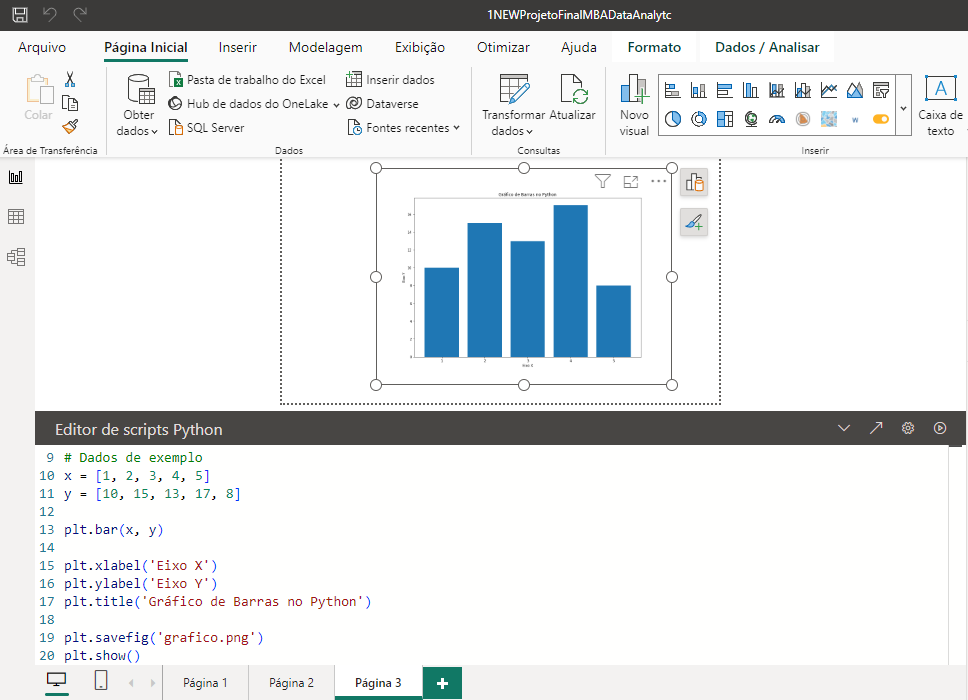 1NEWProjetoFinalMBADataAnalytc
Arquivo Página Inicial Inserir Modelagem Exibição Otimizar Ajuda Formato Dados / Analisar
Colar
Área de Transferência
Obter
dados
Pasta de trabalho do Excel
Hub de dados do OneLake
SQL Server
Inserir dados
Dataverse
Fontes recentes
Dados
Transformar
dados
Atualizar
Consultas
Novo
visual
Inserir
Caixa de
texto
Gráfico de Barras no Python
Eixo Y
16
14
12
10
8
6
4
2
0
1 2 3 4 5
Eixo X
Editor de scripts Python
9 # Dados de exemplo
10 x = [1, 2, 3, 4, 5]
11 y = [10, 15, 13, 17, 8]
12
13 plt.bar(x, y)
14
15 plt.xlabel('Eixo X')
16 plt.ylabel('Eixo Y')
17 plt.title('Gráfico de Barras no Python')
18
19 plt.savefig('grafico.png')
20 plt.show()
Página 1 Página 2 Página 3 +